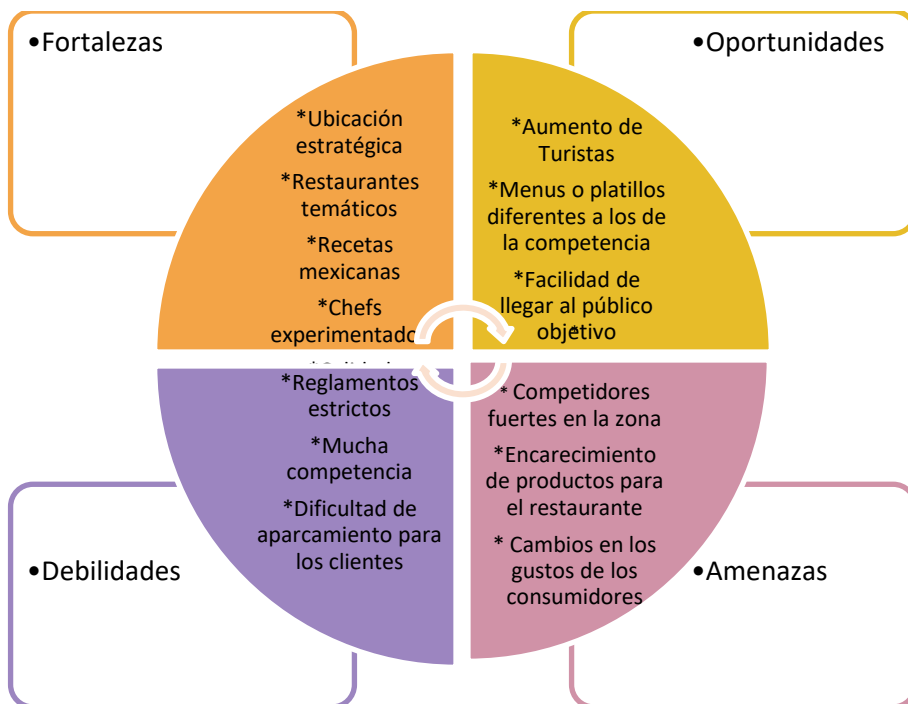 •Fortalezas
*Ubicación
estratégica
*Restaurantes
temáticos
*Recetas
mexicanas
*Chefs
experimentado
•Oportunidades
*Aumento de
Turistas
*Menus o platillos
diferentes a los de
la competencia
*Facilidad de
llegar al público
objetivo
*
*Reglamentos
estrictos
*Mucha
competencia
*Dificultad de
aparcamiento para
los clientes
•Debilidades
* Competidores
fuertes en la zona
*Encarecimiento
de productos para
el restaurante
* Cambios en los
gustos de los
consumidores
•Amenazas